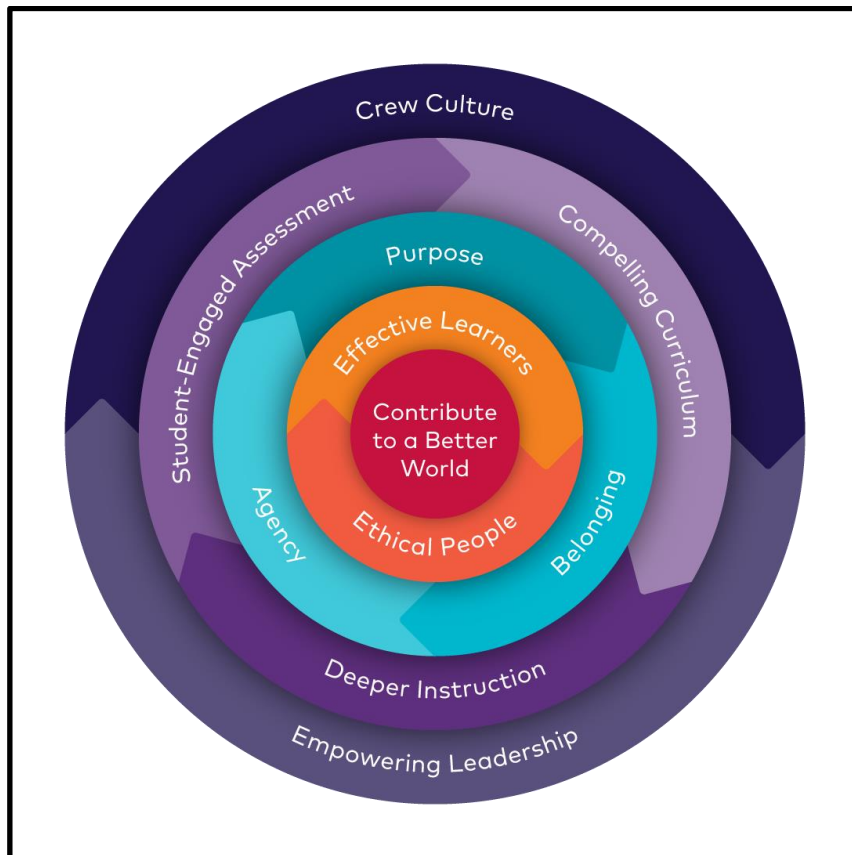 Crew Culture
Student-Engaged Assessment
Compelling Curriculum
Purpose
Effective Learners
Contribute
to a Better
World
Ethical People
Agency
Belonging
Deeper Instruction
Empowering Leadership